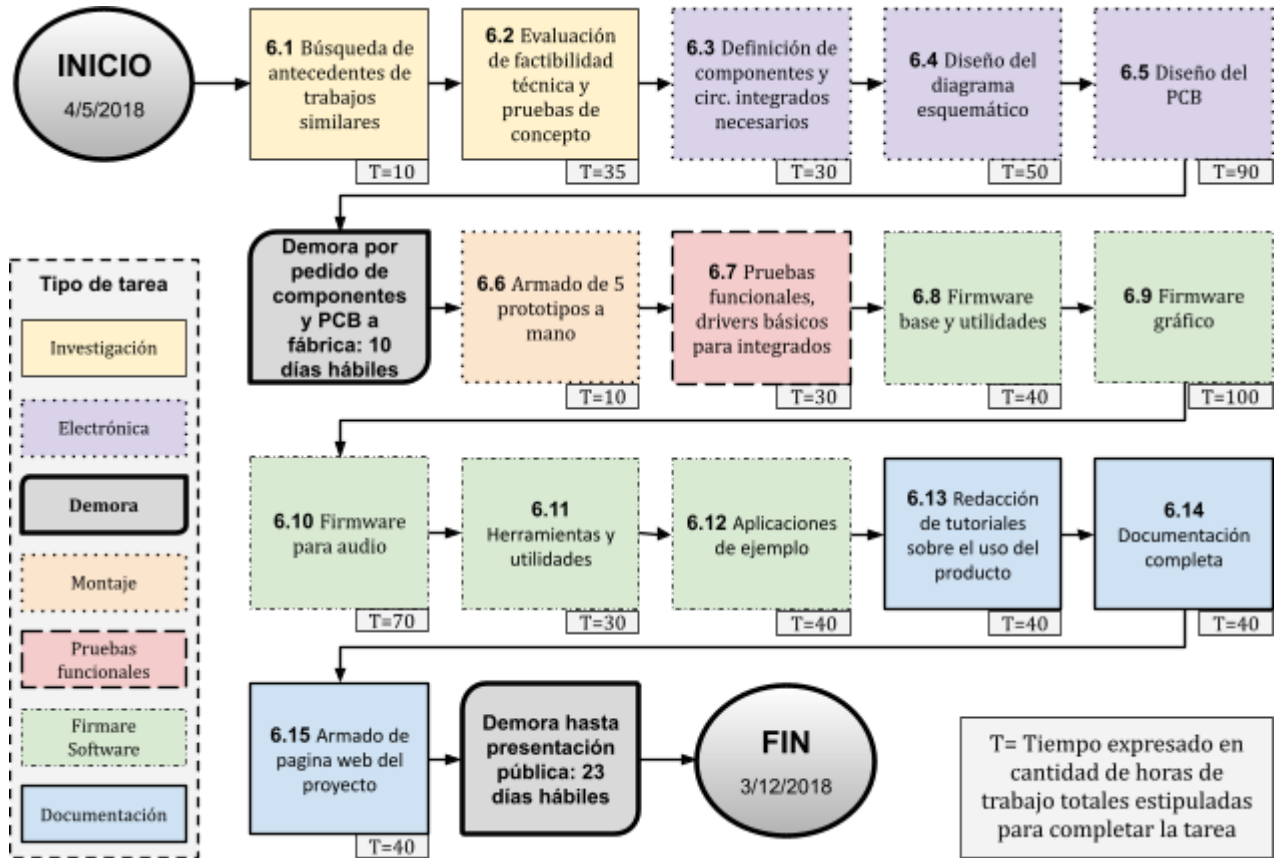 INICIO
4/5/2018
6.1 Búsqueda de
antecedentes de
trabajos
similares
T=10
6.2 Evaluación
de factibilidad
técnica y
pruebas de
concepto
T=35
6.3 Definición de
componentes y
circ. integrados
necesarios
T=30
6.4 Diseño del
diagrama
esquemático
T=50
6.5 Diseño del
PCB
T=90
Demora por
pedido de
componentes
y PCB a
fábrica: 10
días hábiles
6.6 Armado de 5
prototipos a
mano
T=10
6.7 Pruebas
funcionales,
drivers básicos
para integrados
T=30
6.8 Firmware
base y utilidades
T=40
6.9 Firmware
gráfico
T=100
6.10 Firmware
para audio
T=70
6.11
Herramientas y
utilidades
T=30
6.12 Aplicaciones
de ejemplo
T=40
6.13 Redacción
de tutoriales
sobre el uso del
producto
T=40
6.14
Documentación
completa
T=40
6.15 Armado de
pagina web del
proyecto
T=40
Demora hasta
presentación
pública: 23
días hábiles
FIN
3/12/2018
Tipo de tarea
Investigación
Electrónica
Demora
Montaje
Pruebas
funcionales
Firmare
Software
Documentación
T= Tiempo expresado en
cantidad de horas de
trabajo totales estipuladas
para completar la tarea